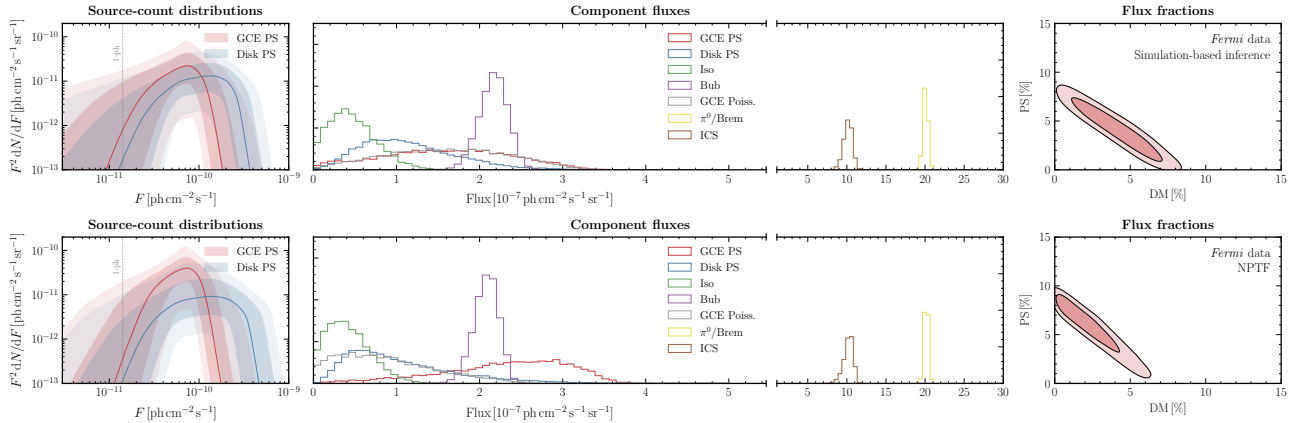 Source-count distributions
10⁻¹⁰
10⁻¹¹
10⁻¹²
10⁻¹³
F² dN/dF [ph cm⁻² s⁻¹ sr⁻¹]
1-ph
GCE PS
Disk PS
10⁻¹¹
10⁻¹⁰
10⁻⁹
F [ph cm⁻² s⁻¹]
Component fluxes
GCE PS
Disk PS
Iso
Bub
GCE Poiss.
π⁰/Brem
ICS
0 1 2 3 4 5
5 10 15 20 25 30
Flux [10⁻⁷ ph cm⁻² s⁻¹ sr⁻¹]
Flux fractions
Fermi data
Simulation-based inference
15
10
5
0
PS [%]
0 5 10 15
DM [%]
Source-count distributions
10⁻¹⁰
10⁻¹¹
10⁻¹²
10⁻¹³
F² dN/dF [ph cm⁻² s⁻¹ sr⁻¹]
1-ph
GCE PS
Disk PS
10⁻¹¹
10⁻¹⁰
10⁻⁹
F [ph cm⁻² s⁻¹]
Component fluxes
GCE PS
Disk PS
Iso
Bub
GCE Poiss.
π⁰/Brem
ICS
0 1 2 3 4 5
5 10 15 20 25 30
Flux [10⁻⁷ ph cm⁻² s⁻¹ sr⁻¹]
Flux fractions
Fermi data
NPTF
15
10
5
0
PS [%]
0 5 10 15
DM [%]